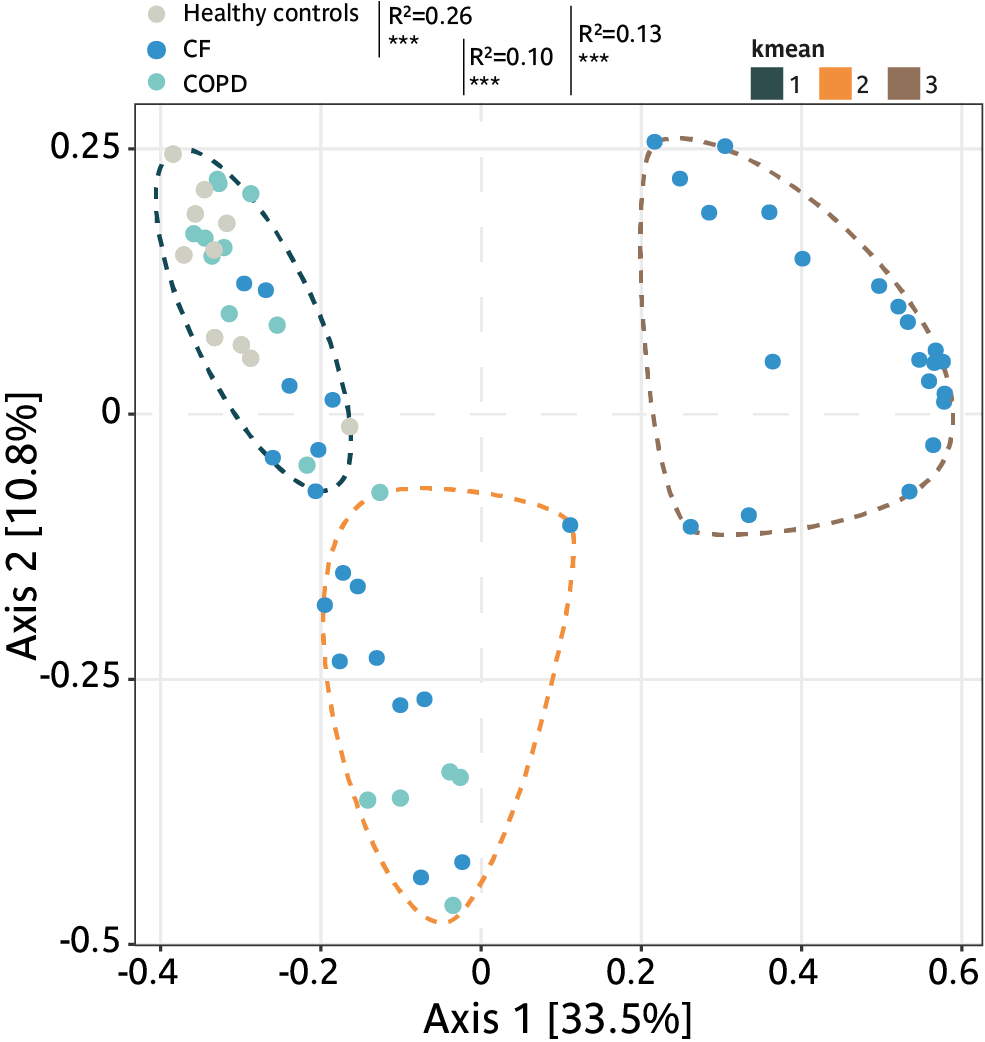 Healthy controls
CF
COPD
R²=0.26
***
R²=0.10
***
R²=0.13
***
kmean
1 2 3
0.25
0
-0.25
-0.5
Axis 2 [10.8%]
-0.4 -0.2 0 0.2 0.4 0.6
Axis 1 [33.5%]